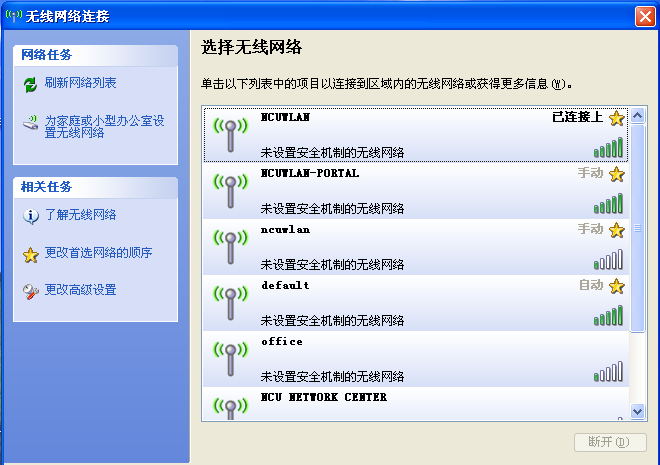 无线网络连接
网络任务
刷新网络列表
为家庭或小型办公室设
置无线网络
相关任务
了解无线网络
更改首选网络的顺序
更改高级设置
选择无线网络
单击以下列表中的项目以连接到区域内的无线网络或获得更多信息(W)。
NCUWLAN 已连接上
未设置安全机制的无线网络
NCUWLAN-PORTAL 手动
未设置安全机制的无线网络
ncuwlan 手动
未设置安全机制的无线网络
default 自动
未设置安全机制的无线网络
office
未设置安全机制的无线网络
NCU NETWORK CENTER
断开(D)